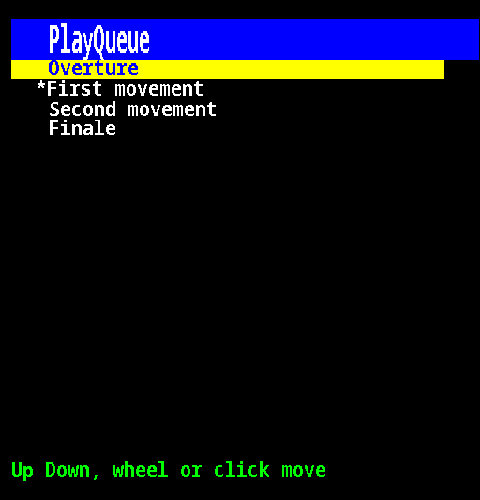 PlayQueue
Overture
*First movement
Second movement
Finale
Up Down, wheel or click move